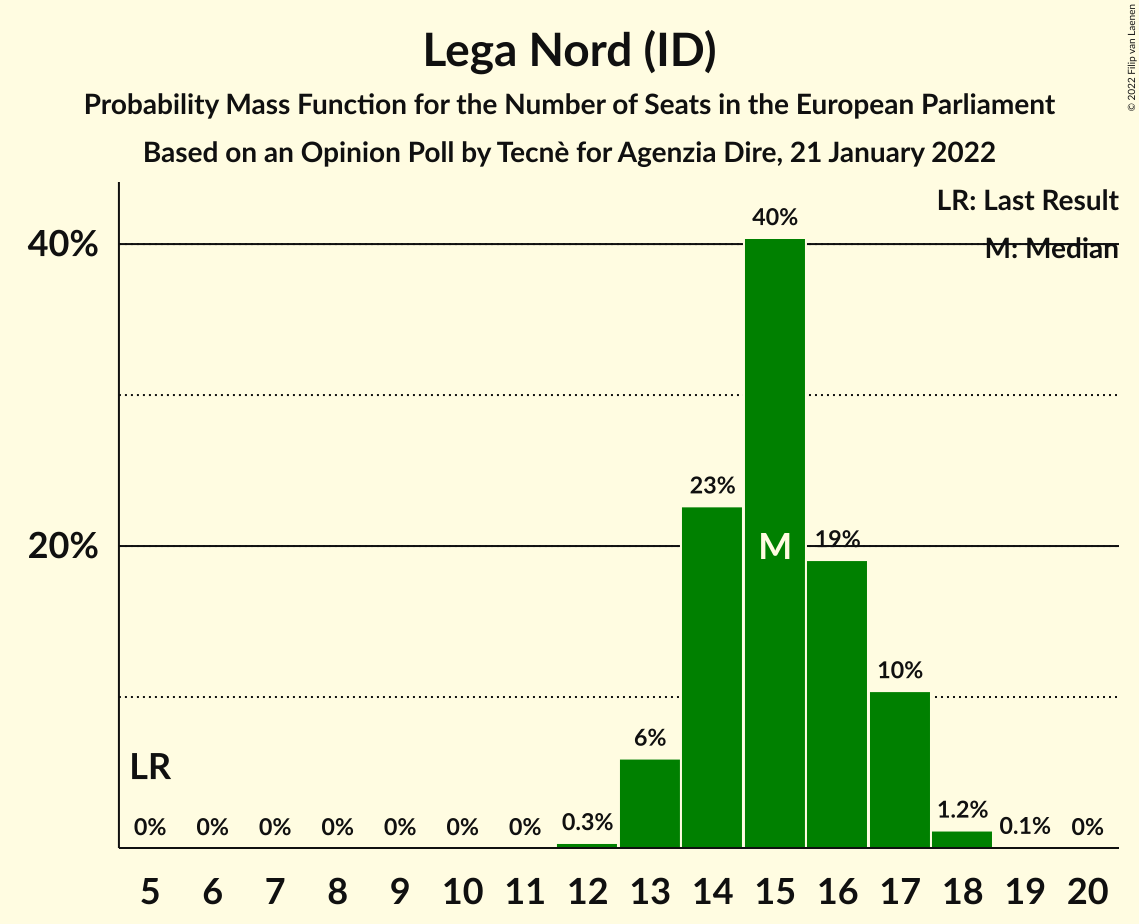 Lega Nord (ID)
Probability Mass Function for the Number of Seats in the European Parliament
Based on an Opinion Poll by Tecnè for Agenzia Dire, 21 January 2022
© 2022 Filip van Laenen
LR: Last Result
M: Median
40%
20%
40%
23%
M
19%
10%
6%
LR
0% 0% 0% 0% 0% 0% 0% 0.3% 1.2% 0.1% 0%
5 6 7 8 9 10 11 12 13 14 15 16 17 18 19 20